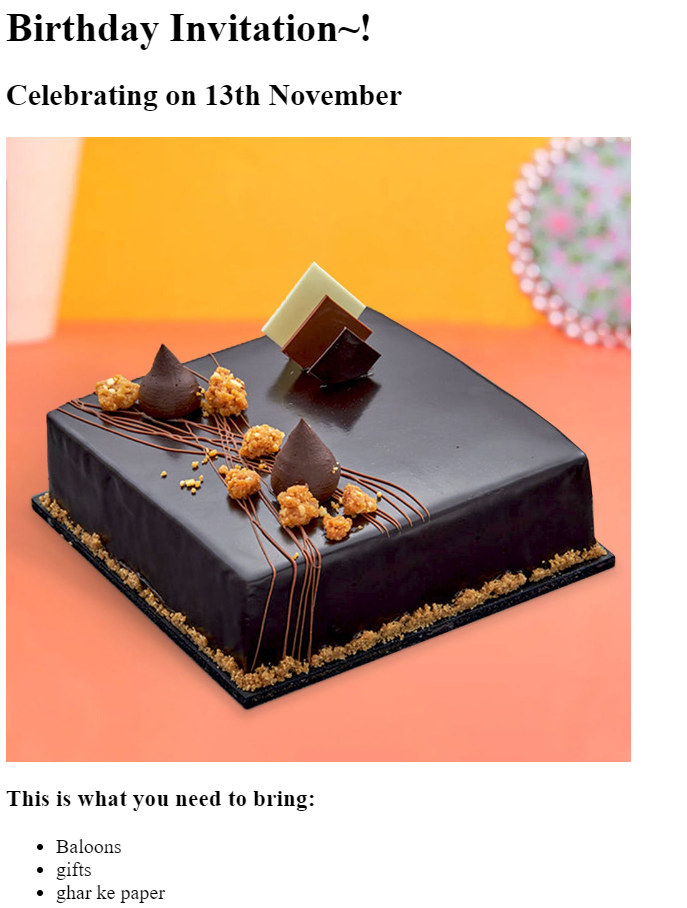 Birthday Invitation~!
Celebrating on 13th November
This is what you need to bring:
Baloons
gifts
ghar ke paper